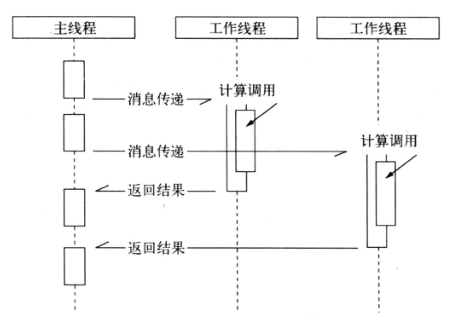 主线程
工作线程
工作线程
计算调用
消息传递
计算调用
消息传递
返回结果
返回结果